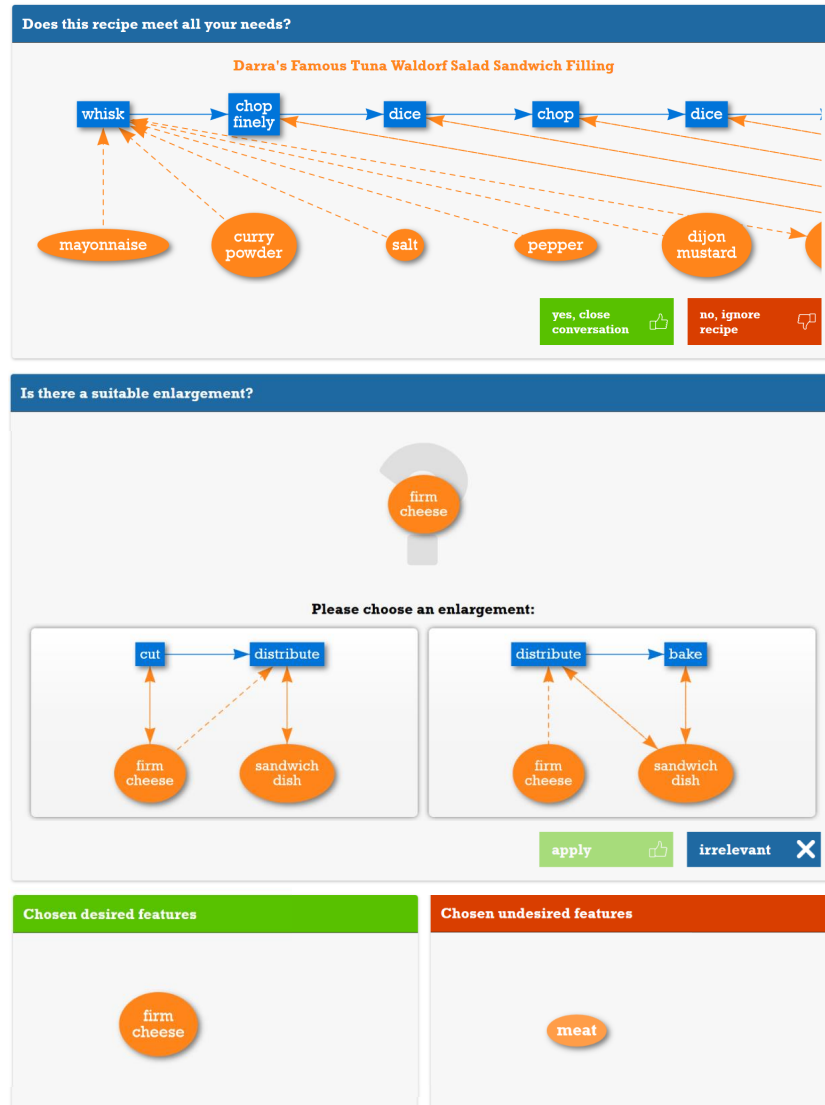 Does this recipe meet all your needs?
Darra's Famous Tuna Waldorf Salad Sandwich Filling
whisk
chop
finely
dice
chop
dice
mayonnaise
curry
powder
salt
pepper
dijon
mustard
yes, close
conversation
no, ignore
recipe
Is there a suitable enlargement?
firm
cheese
Please choose an enlargement:
cut
distribute
firm
cheese
sandwich
dish
distribute
bake
firm
cheese
sandwich
dish
apply
irrelevant
Chosen desired features
firm
cheese
Chosen undesired features
meat